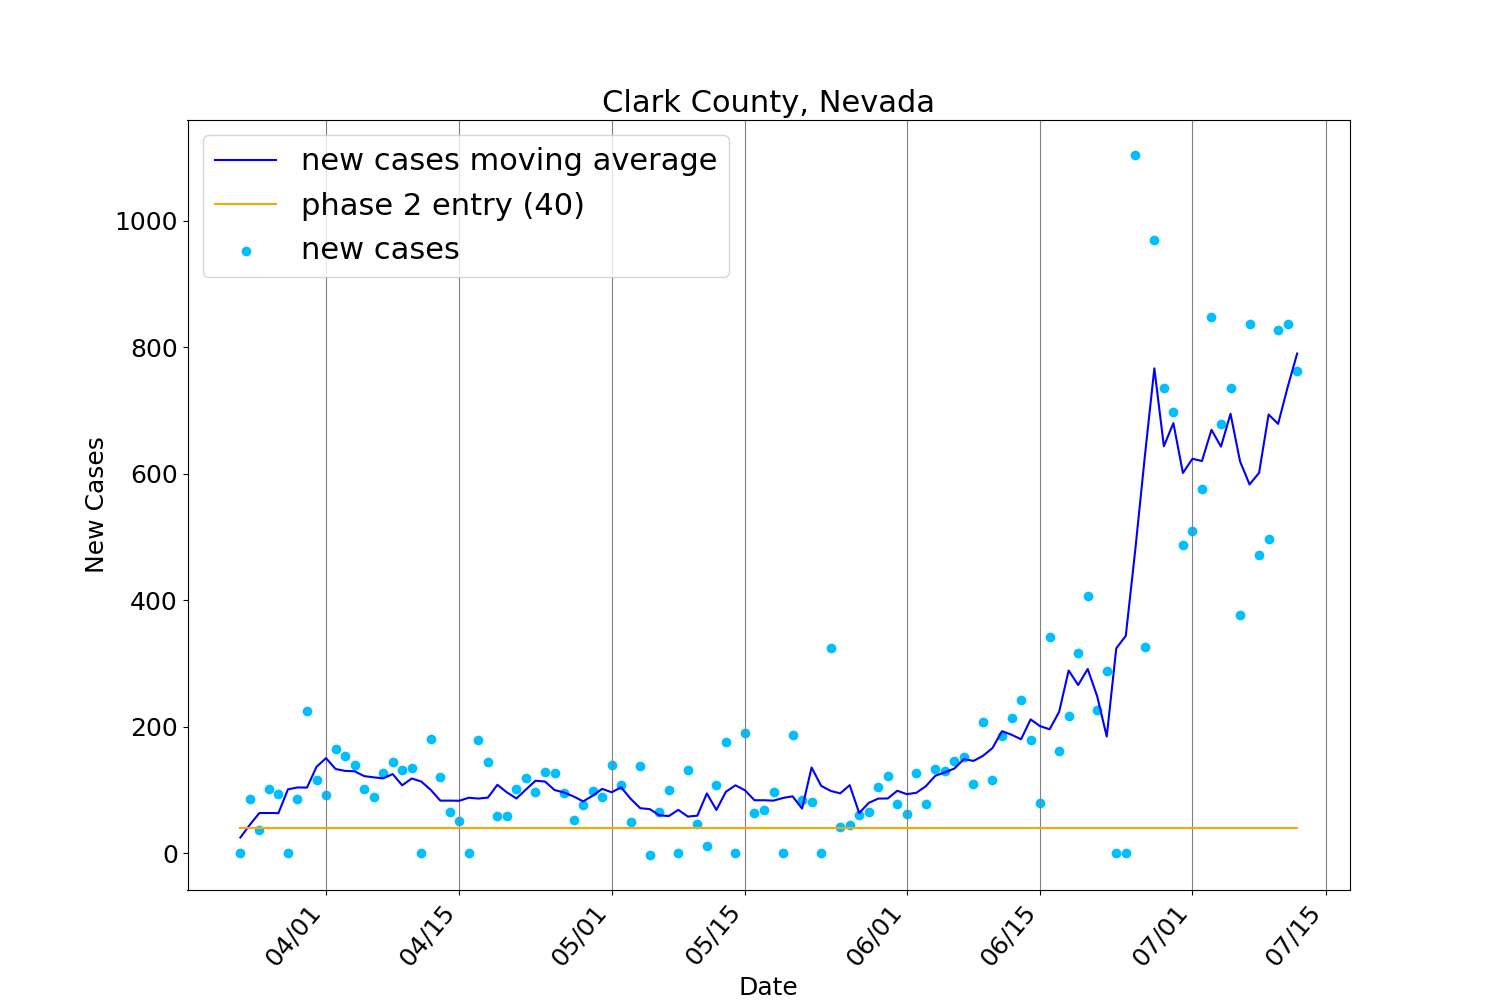 Clark County, Nevada
new cases moving average
phase 2 entry (40)
new cases
1000
800
600
400
200
0
New Cases
04/01
04/15
05/01
05/15
06/01
06/15
07/01
07/15
Date